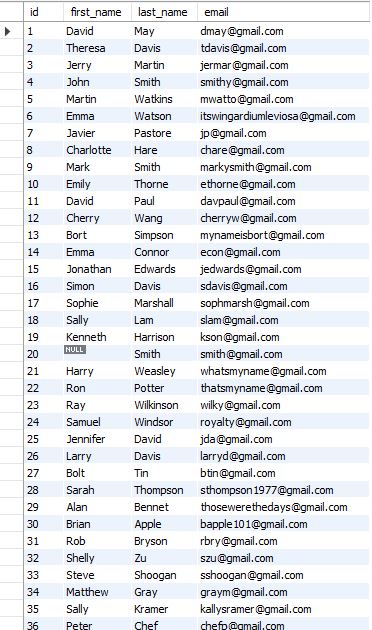 id first_name last_name email
1 David May dmay@gmail.com
2 Theresa Davis tdavis@gmail.com
3 Jerry Martin jermar@gmail.com
4 John Smith smithy@gmail.com
5 Martin Watkins mwatto@gmail.com
6 Emma Watson itswingardiumleviosa@gmail.com
7 Javier Pastore jp@gmail.com
8 Charlotte Hare chare@gmail.com
9 Mark Smith markysmith@gmail.com
10 Emily Thorne ethorne@gmail.com
11 David Paul davpaul@gmail.com
12 Cherry Wang cherryw@gmail.com
13 Bort Simpson mynameisbort@gmail.com
14 Emma Connor econ@gmail.com
15 Jonathan Edwards jedwards@gmail.com
16 Simon Davis sdavis@gmail.com
17 Sophie Marshall sophmarsh@gmail.com
18 Sally Lam slam@gmail.com
19 Kenneth Harrison kson@gmail.com
20 NULL Smith smith@gmail.com
21 Harry Weasley whatsmyname@gmail.com
22 Ron Potter thatsmyname@gmail.com
23 Ray Wilkinson wilky@gmail.com
24 Samuel Windsor royalty@gmail.com
25 Jennifer David jda@gmail.com
26 Larry Davis larryd@gmail.com
27 Bolt Tin btin@gmail.com
28 Sarah Thompson sthompson1977@gmail.com
29 Alan Bennet thosewerethedays@gmail.com
30 Brian Apple bapple101@gmail.com
31 Rob Bryson rbry@gmail.com
32 Shelly Zu szu@gmail.com
33 Steve Shoogan sshoogan@gmail.com
34 Matthew Gray graym@gmail.com
35 Sally Kramer kallysramer@gmail.com
36 Peter Chef chefp@gmail.com